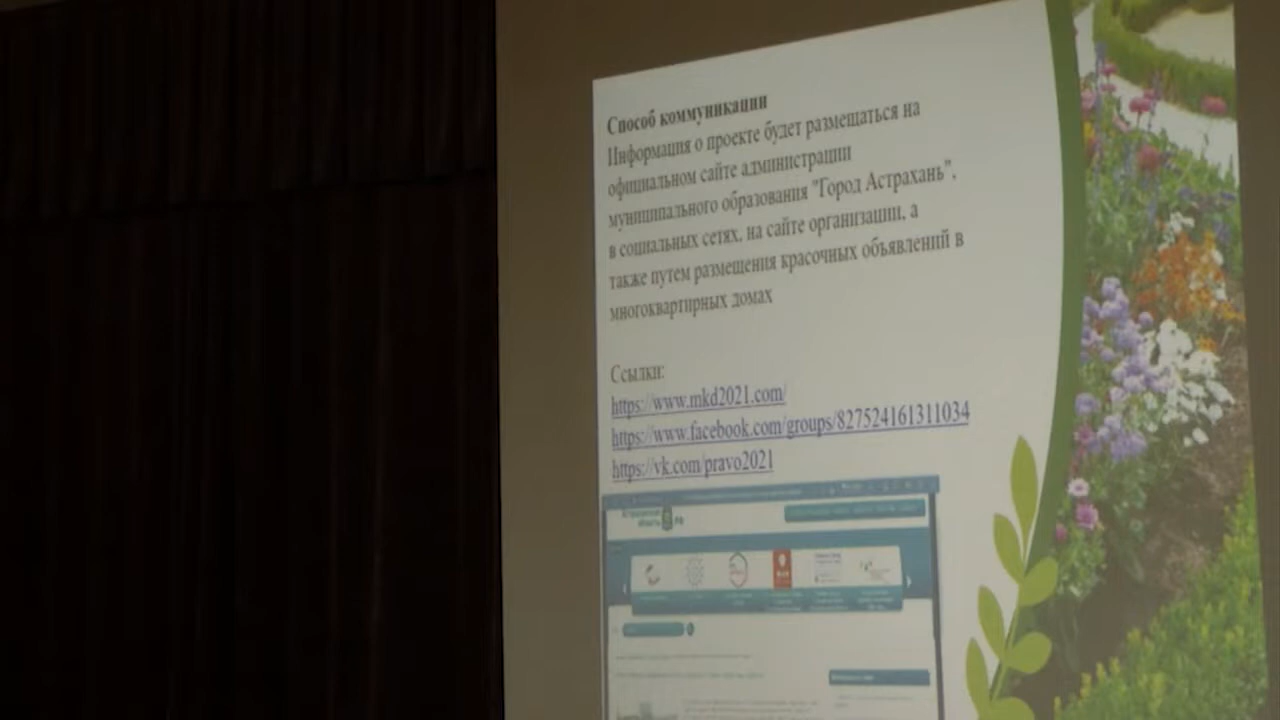 Способ коммуникации
Информация о проекте будет размещаться на
официальном сайте администрации
муниципального образования "Город Астрахань",
в социальных сетях, на сайте организации, а
также путем размещения красочных объявлений в
многоквартирных домах
Ссылки:
https://www.mkd2021.com/
https://www.facebook.com/groups/827524161311034
https://vk.com/pravo2021